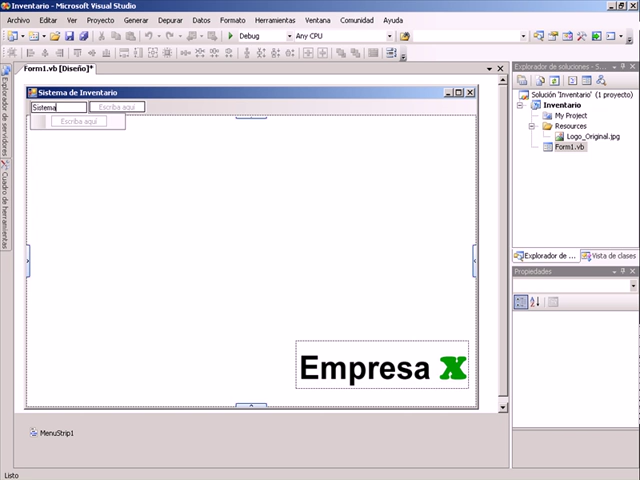 Inventario - Microsoft Visual Studio
Archivo Editar Ver Proyecto Generar Depurar Datos Formato Herramientas Ventana Comunidad Ayuda
Debug Any CPU
Form1.vb [Diseño]*
Explorador de servidores
Cuadro de herramientas
Sistema de Inventario
Sistema Escriba aquí
Escriba aquí
Empresa X
MenuStrip1
Explorador de soluciones - S...
Solución 'Inventario' (1 proyecto)
Inventario
My Project
Resources
Logo_Original.jpg
Form1.vb
Explorador de ... Vista de clases
Propiedades
Listo